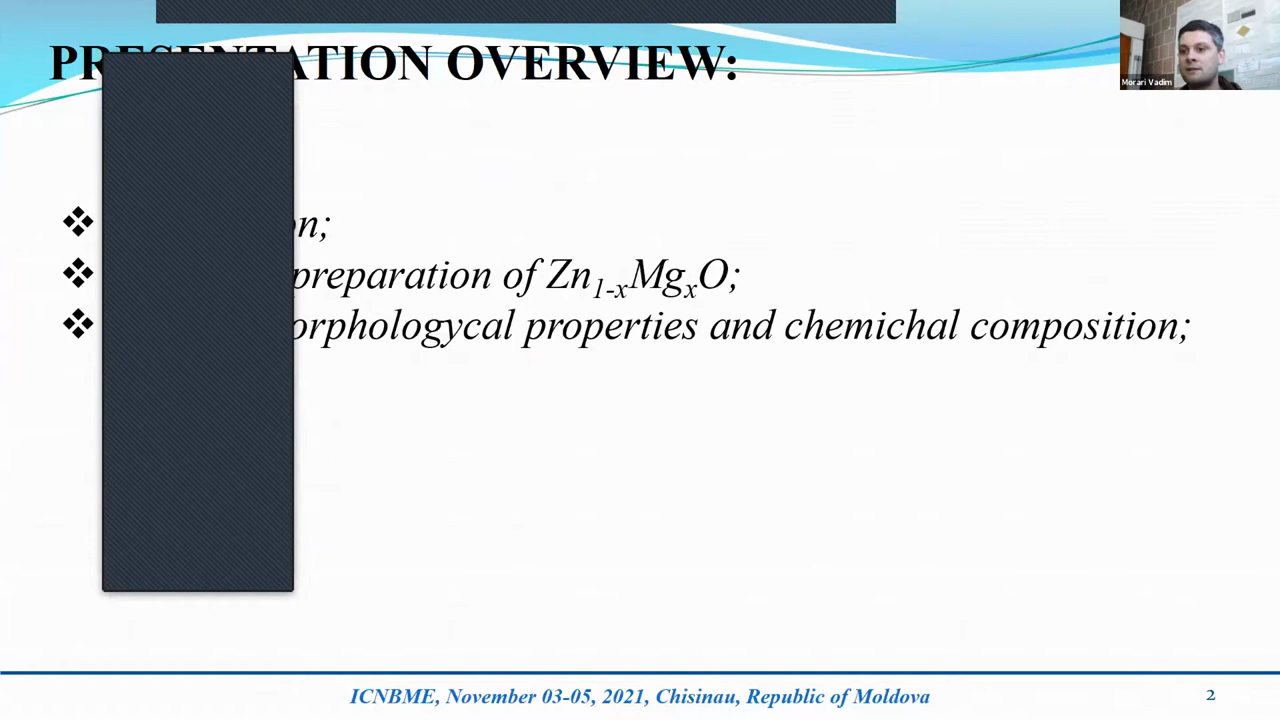 PRESENTATION OVERVIEW:
Morari Vadim
preparation of Zn1-xMgxO;
properties and chemichal composition;
ICNBME, November 03-05, 2021, Chisinau, Republic of Moldova
2